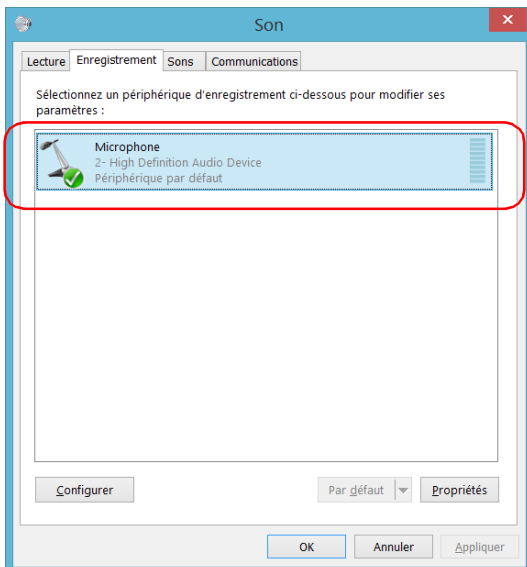 Son
Lecture Enregistrement Sons Communications
Sélectionnez un périphérique d'enregistrement ci-dessous pour modifier ses
paramètres :
Microphone
2- High Definition Audio Device
Périphérique par défaut
Configurer Par défaut Propriétés
OK Annuler Appliquer